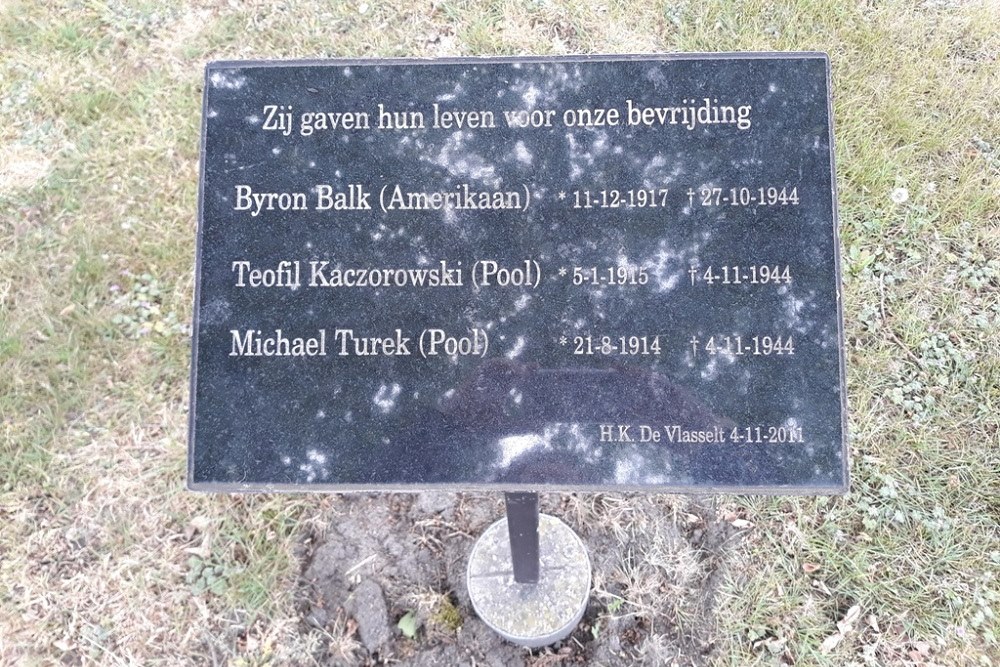 Zij gaven hun leven voor onze bevrijding
Byron Balk (Amerikaan) * 11-12-1917 † 27-10-1944
Teofil Kaczorowski (Pool) * 5-1-1915 † 4-11-1944
Michael Turek (Pool) * 21-8-1914 † 4-11-1944
H.K. De Vlasselt 4-11-2011